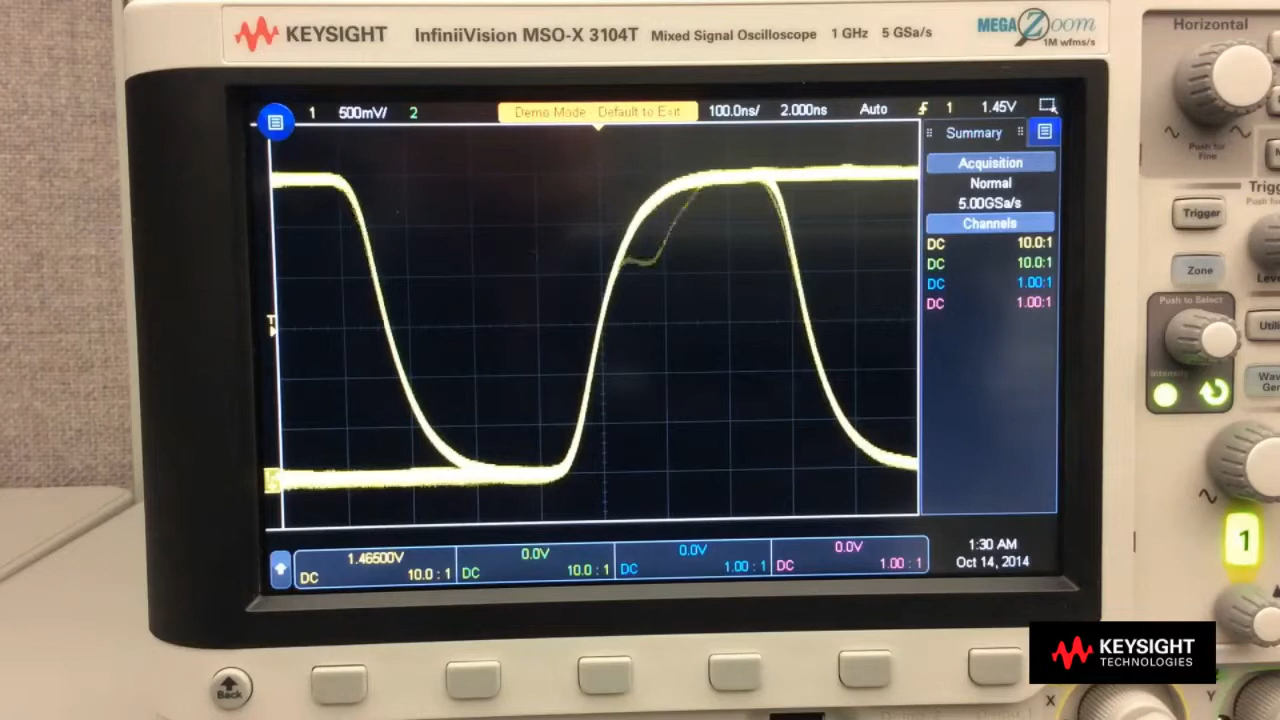 KEYSIGHT InfiniiVision MSO-X 3104T Mixed Signal Oscilloscope 1 GHz 5 GSa/s MEGA Zoom
1M wfms/s
Horizontal
Push for
Fine
1 500mV/ 2 Demo Mode - Default to Exit 100.0ns/ 2.000ns Auto 1 1.45V
Summary
Acquisition
Normal
5.00GSa/s
Channels
DC 10.0:1
DC 10.0:1
DC 1.00:1
DC 1.00:1
T
1.46500V
DC 10.0 : 1
0.0V
DC 10.0 : 1
0.0V
DC 1.00 : 1
0.0V
DC 1.00 : 1
1:30 AM
Oct 14, 2014
Trigger
Zone
Push to Select
Intensity
1
Back
X
Y
KEYSIGHT
TECHNOLOGIES